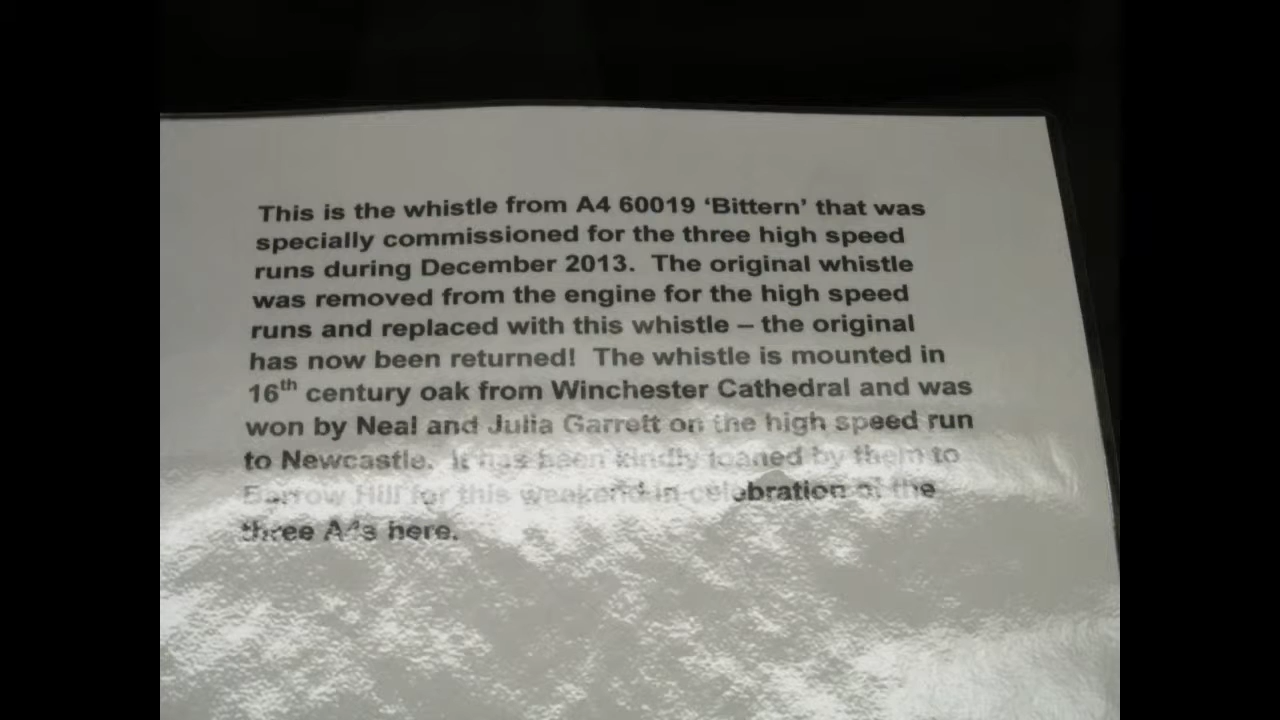 This is the whistle from A4 60019 ‘Bittern’ that was
specially commissioned for the three high speed
runs during December 2013.  The original whistle
was removed from the engine for the high speed
runs and replaced with this whistle – the original
has now been returned!  The whistle is mounted in
16th century oak from Winchester Cathedral and was
won by Neal and Julia Garrett on the high speed run
to Newcastle.  It has been kindly loaned by them to
Barrow Hill for this weekend in celebration of the
three A4s here.